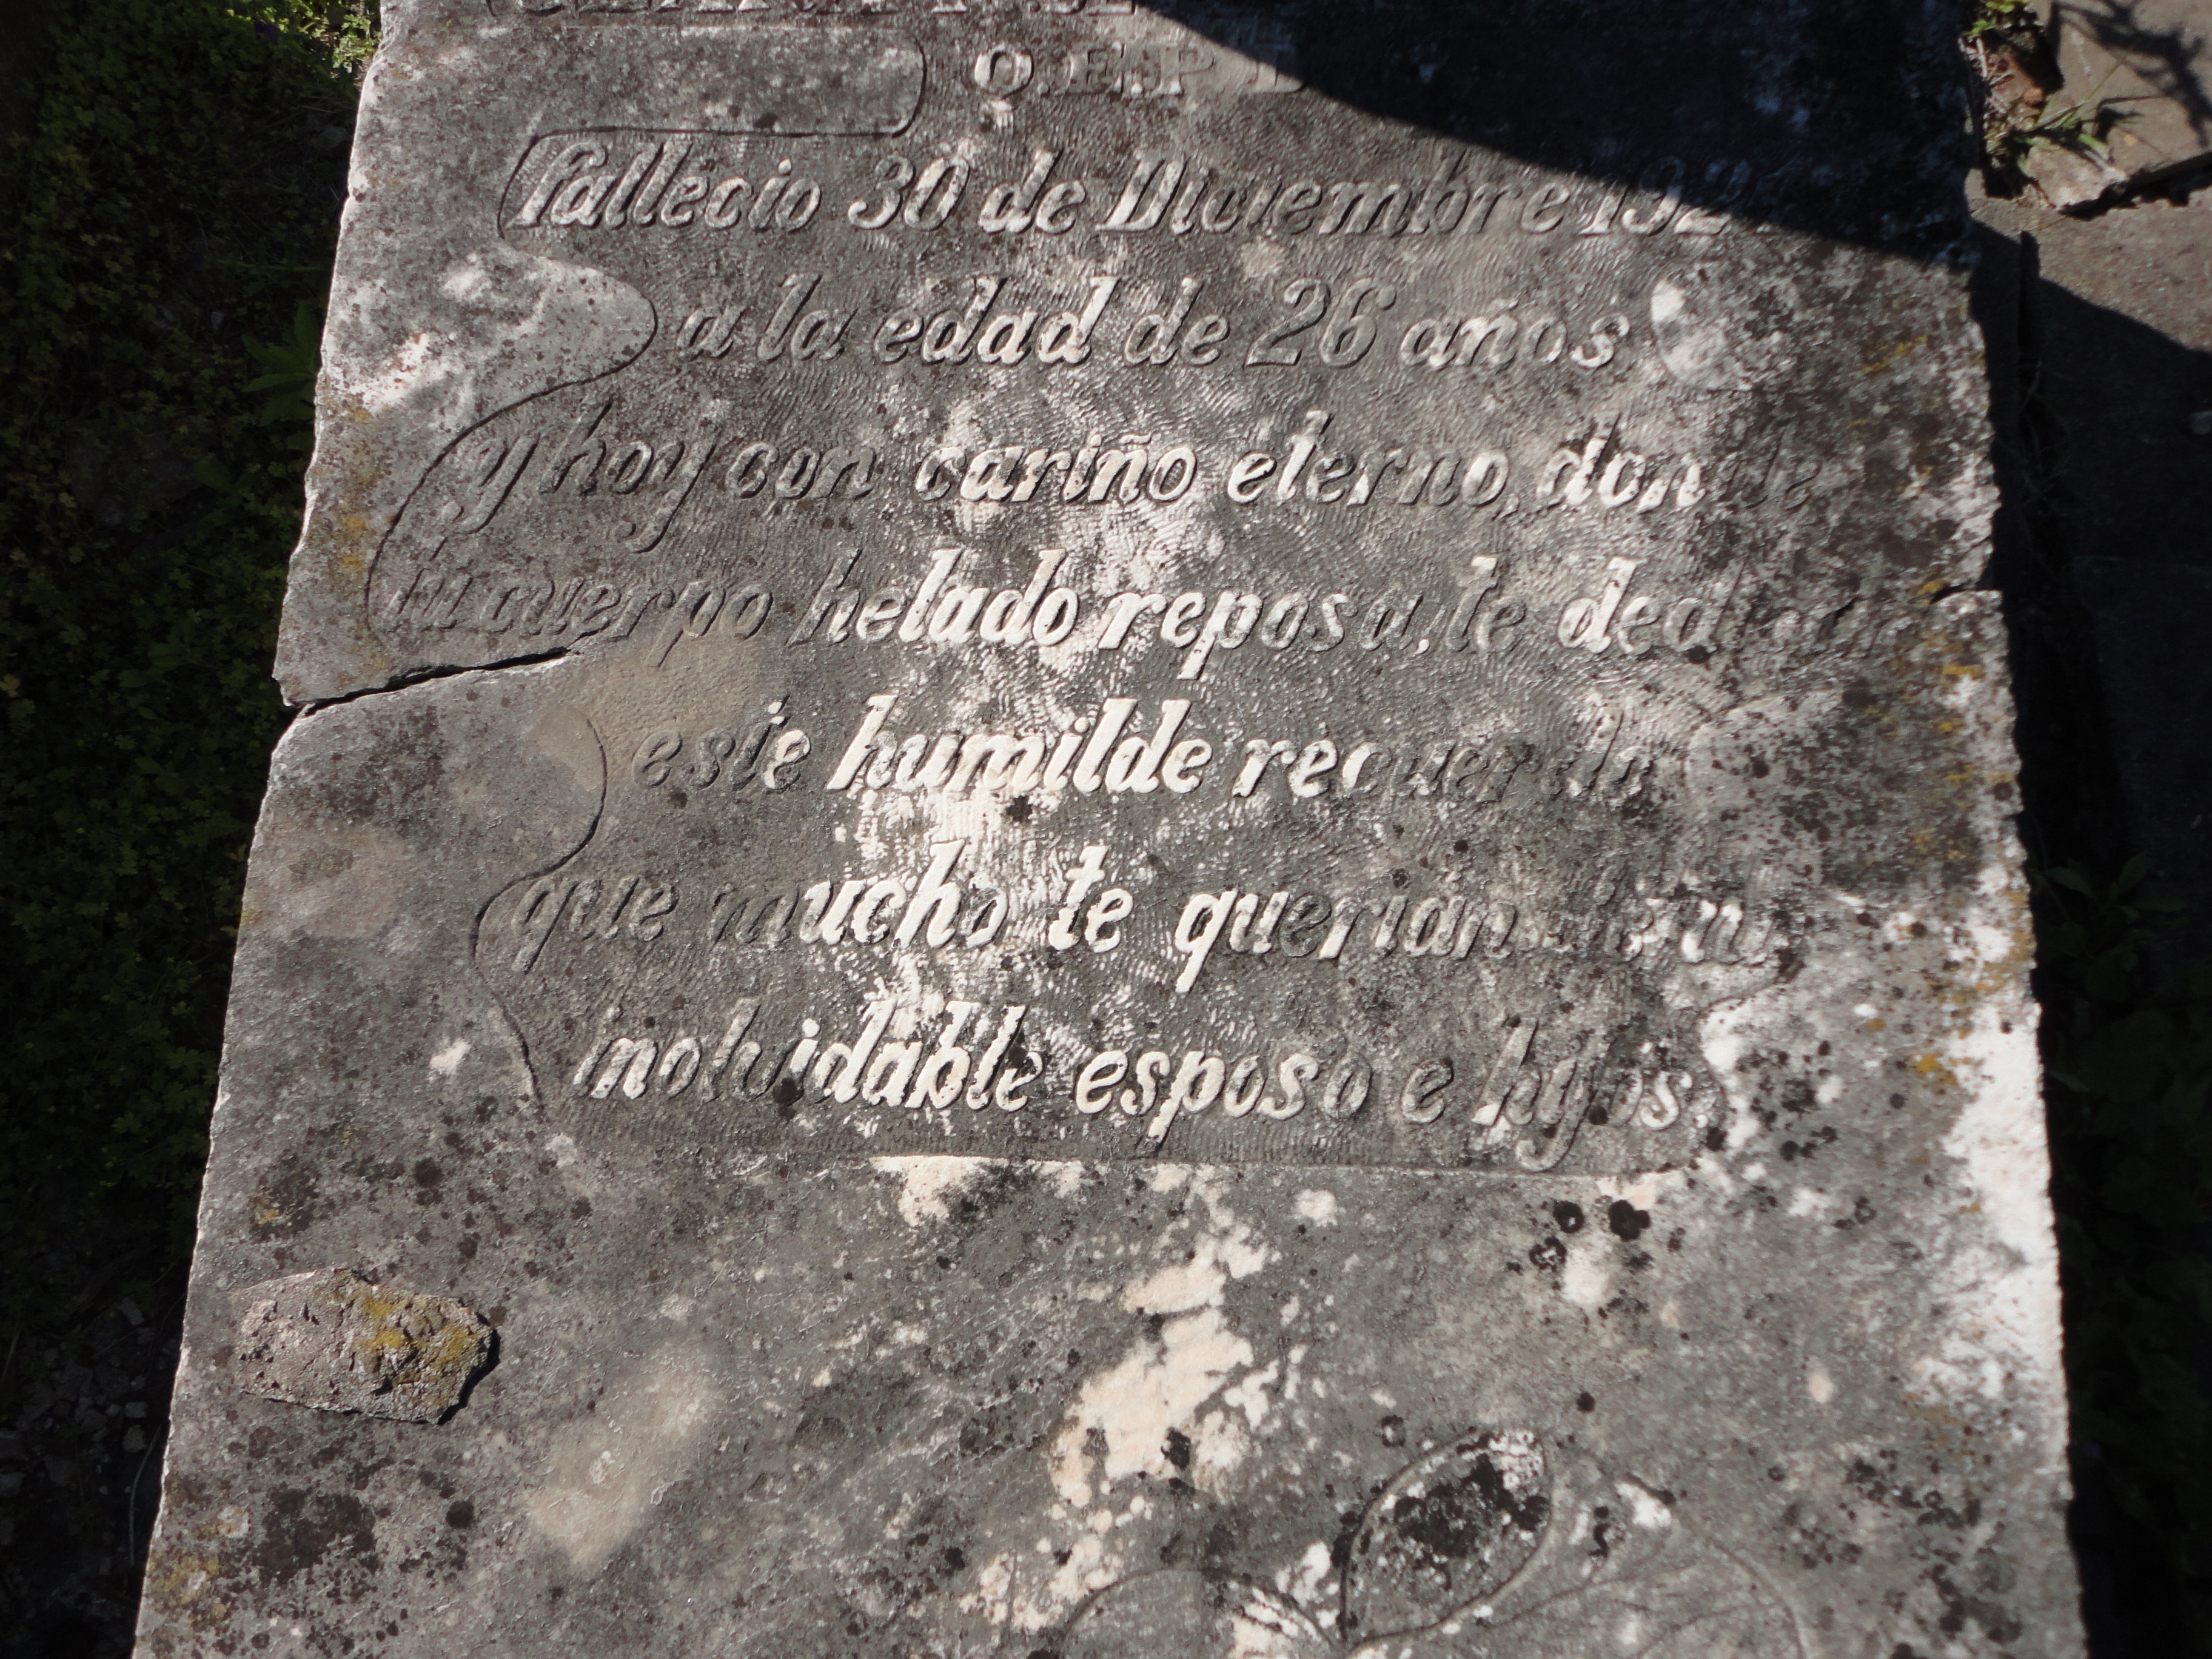 Q.E.P.D
Fallecio 30 de Diciembre
a la edad de 26 años
y hoy con cariño eterno, donde
tu cuerpo helado reposa, te dedican
este humilde recuerdo
que mucho te querian
inolvidable esposo e hijos.